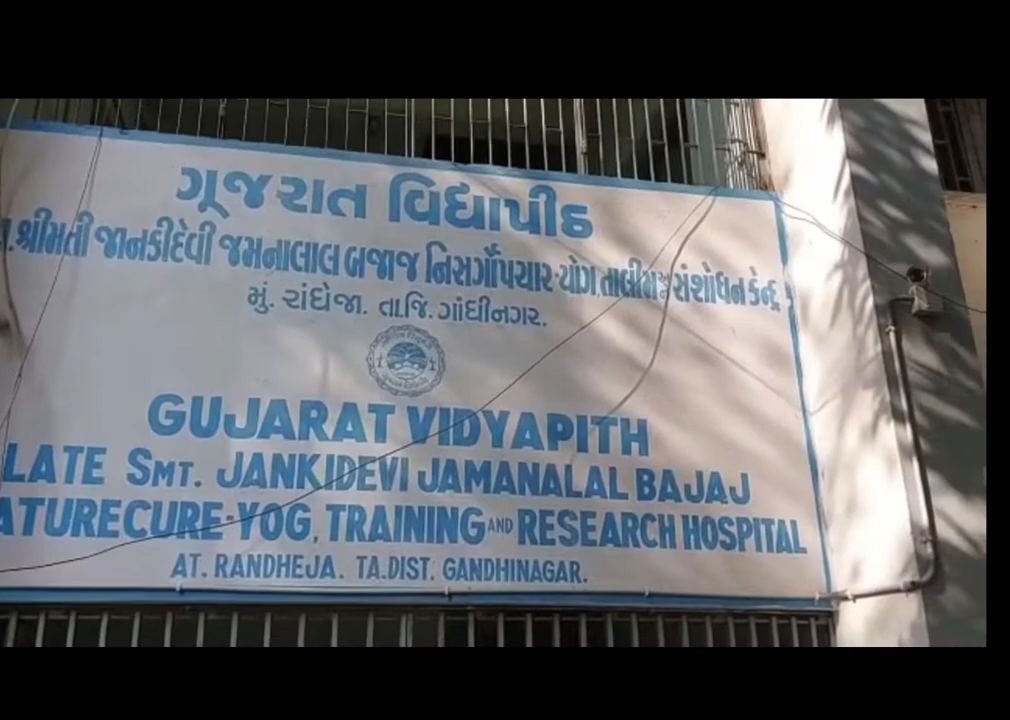 ગૂજરાત વિદ્યાપીઠ
શ્રીમતી જાનકીદેવી જમનાલાલ બજાજ નિસર્ગોપચાર-યોગ, તાલીમ અને સંશોધન કેન્દ્ર
મું. રાંધેજા. તા.જિ. ગાંધીનગર.
GUJARAT VIDYAPITH
LATE SMT. JANKIDEVI JAMANALAL BAJAJ
ATURECURE-YOG, TRAINING AND RESEARCH HOSPITAL
AT. RANDHEJA. TA.DIST. GANDHINAGAR.